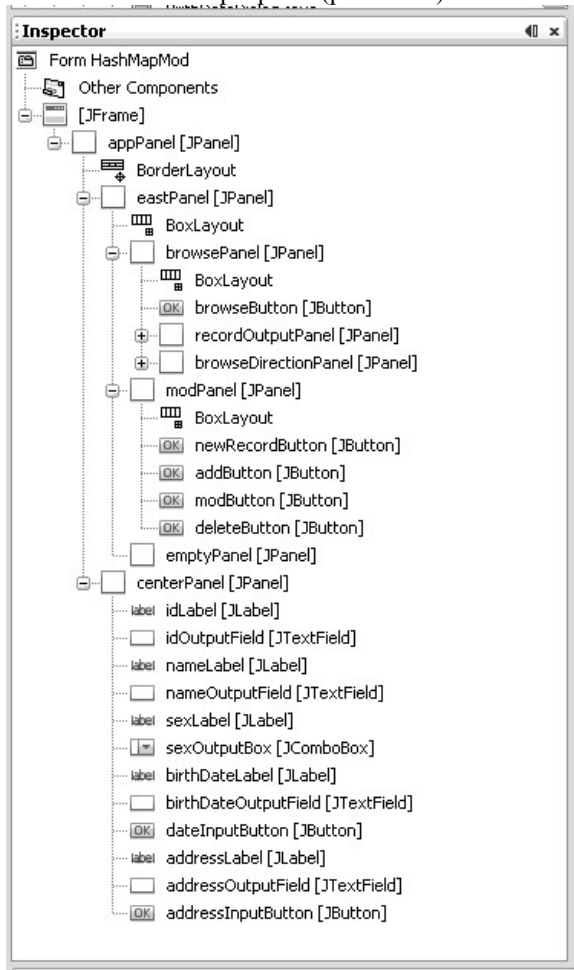 Inspector
Form HashMapMod
Other Components
[JFrame]
appPanel [JPanel]
BorderLayout
eastPanel [JPanel]
BoxLayout
browsePanel [JPanel]
BoxLayout
OK browseButton [JButton]
recordOutputPanel [JPanel]
browseDirectionPanel [JPanel]
modPanel [JPanel]
BoxLayout
OK newRecordButton [JButton]
OK addButton [JButton]
OK modButton [JButton]
OK deleteButton [JButton]
emptyPanel [JPanel]
centerPanel [JPanel]
label idLabel [JLabel]
idOutputField [JTextField]
label nameLabel [JLabel]
nameOutputField [JTextField]
label sexLabel [JLabel]
sexOutputBox [JComboBox]
label birthDateLabel [JLabel]
birthDateOutputField [JTextField]
OK dateInputButton [JButton]
label addressLabel [JLabel]
addressOutputField [JTextField]
OK addressInputButton [JButton]